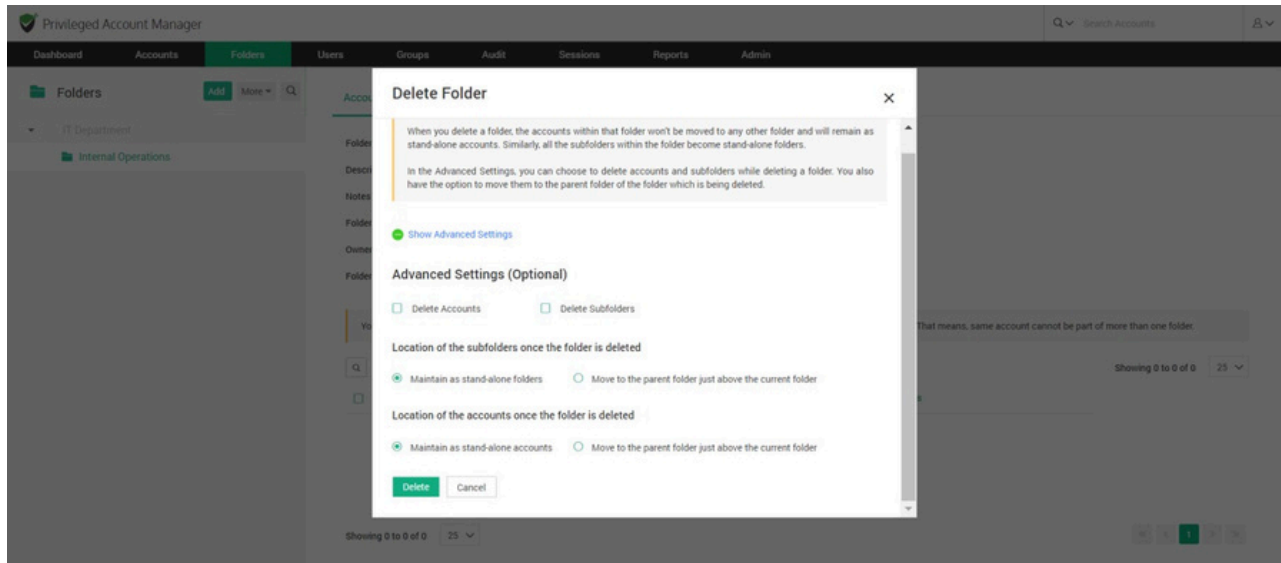 Privileged Account Manager
Search Accounts
Dashboard Accounts Folders Users Groups Audit Sessions Reports Admin
Folders
Add More
IT Department
Internal Operations
Accou
Folder
Descri
Notes
Folder
Owner
Folder
Yo
That means, same account cannot be part of more than one folder.
Showing 0 to 0 of 0 25
Showing 0 to 0 of 0 25
1
Delete Folder
When you delete a folder, the accounts within that folder won't be moved to any other folder and will remain as
stand-alone accounts. Similarly, all the subfolders within the folder become stand-alone folders.
In the Advanced Settings, you can choose to delete accounts and subfolders while deleting a folder. You also
have the option to move them to the parent folder of the folder which is being deleted.
Show Advanced Settings
Advanced Settings (Optional)
Delete Accounts Delete Subfolders
Location of the subfolders once the folder is deleted
Maintain as stand-alone folders Move to the parent folder just above the current folder
Location of the accounts once the folder is deleted
Maintain as stand-alone accounts Move to the parent folder just above the current folder
Delete Cancel